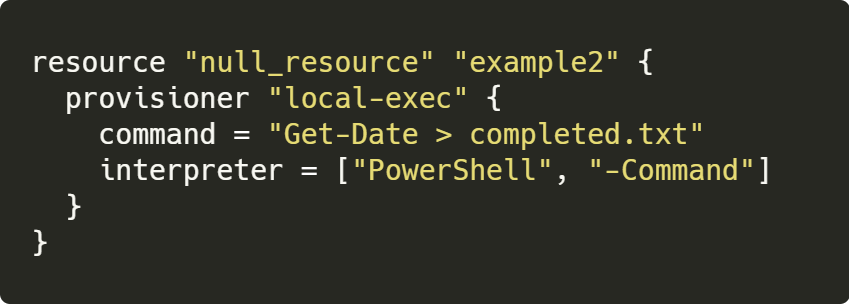 resource "null_resource" "example2" {
  provisioner "local-exec" {
    command = "Get-Date > completed.txt"
    interpreter = ["PowerShell", "-Command"]
  }
}